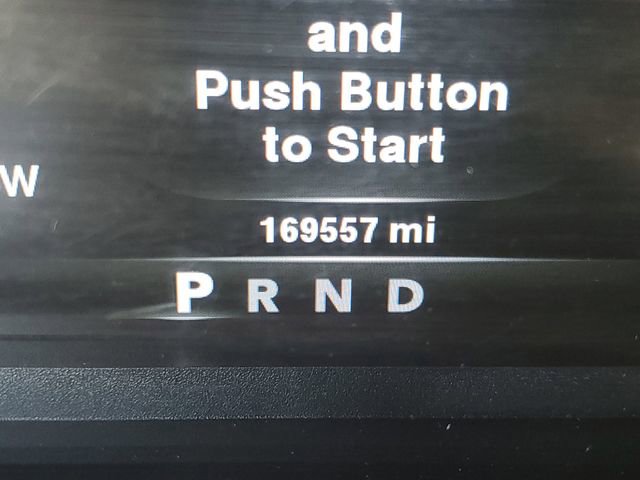 and
Push Button
to Start
W
169557 mi
P R N D